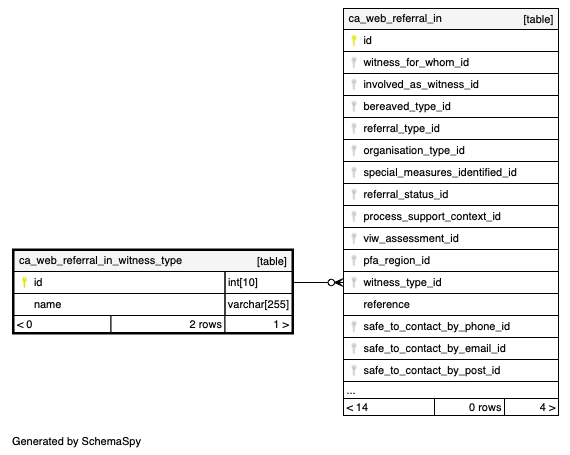 ca_web_referral_in [table]
id
witness_for_whom_id
involved_as_witness_id
bereaved_type_id
referral_type_id
organisation_type_id
special_measures_identified_id
referral_status_id
process_support_context_id
viw_assessment_id
pfa_region_id
witness_type_id
reference
safe_to_contact_by_phone_id
safe_to_contact_by_email_id
safe_to_contact_by_post_id
...
< 14 0 rows 4 >
ca_web_referral_in_witness_type [table]
id int[10]
name varchar[255]
< 0 2 rows 1 >
Generated by SchemaSpy